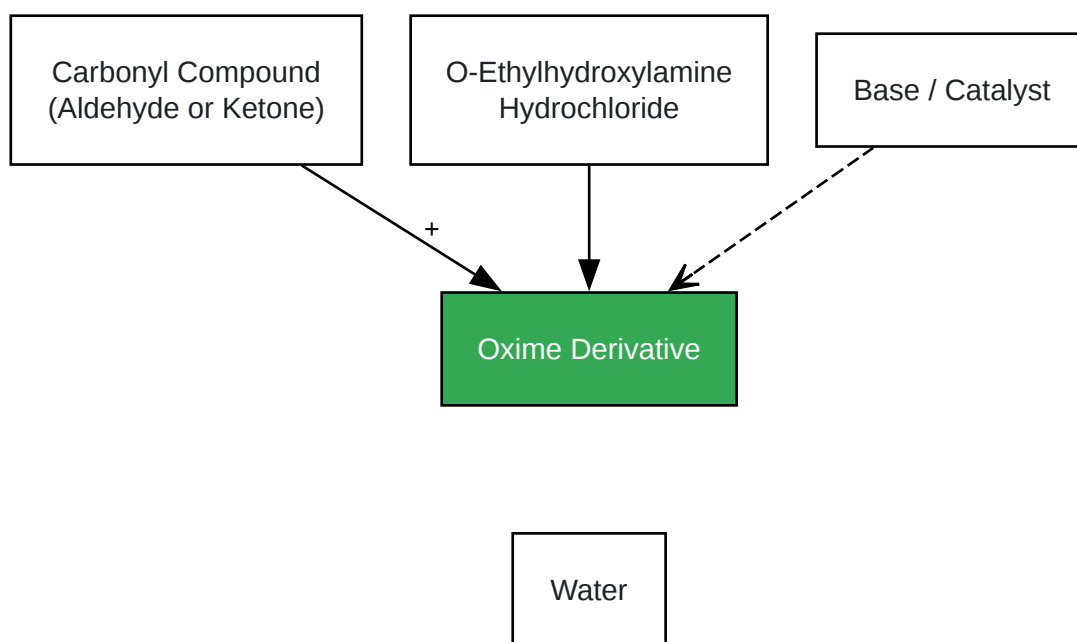 Carbonyl Compound
(Aldehyde or Ketone)
O-Ethylhydroxylamine
Hydrochloride
Base / Catalyst
+
Oxime Derivative
Water